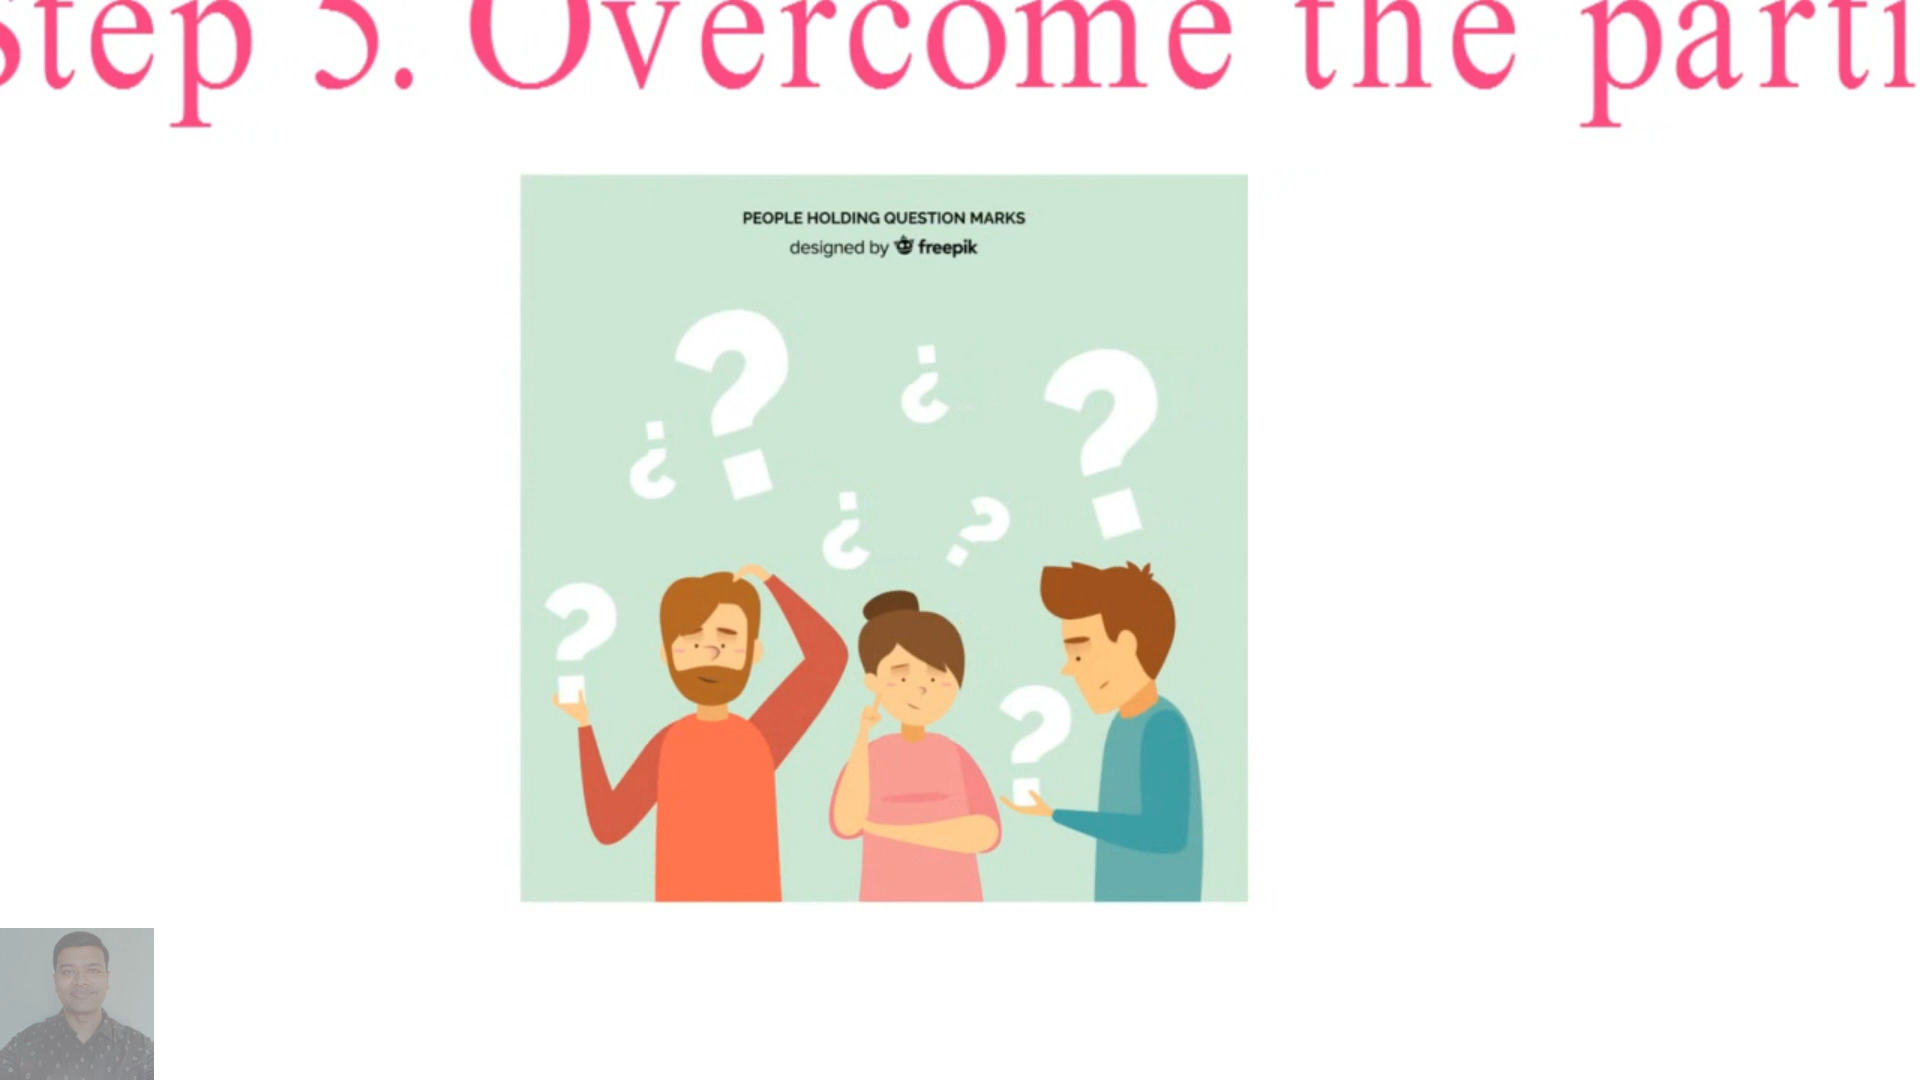 Step 5. Overcome the parti
PEOPLE HOLDING QUESTION MARKS
designed by freepik
? ¿ ?
¿
¿ ?
?
?